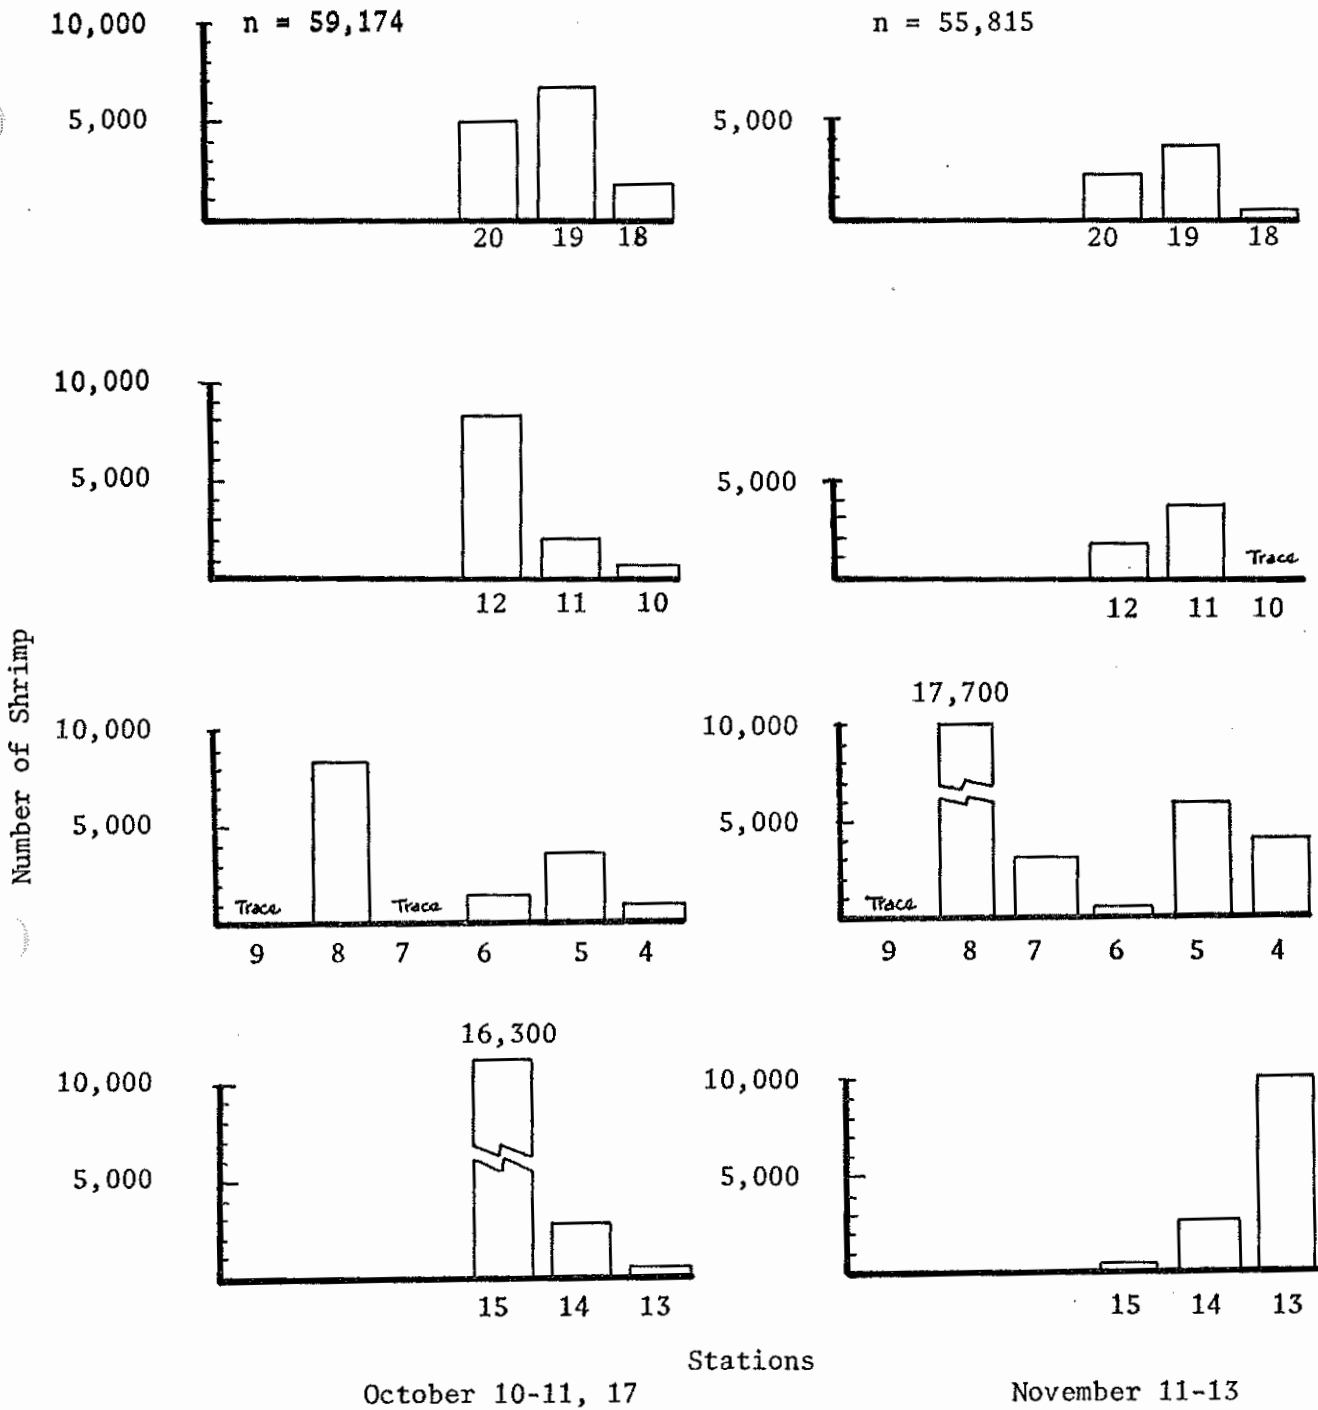 10,000
n = 59,174
5,000
20 19 18
n = 55,815
5,000
20 19 18
10,000
5,000
12 11 10
5,000
Trace
12 11 10
Number of Shrimp
10,000
5,000
Trace Trace
9 8 7 6 5 4
17,700
10,000
5,000
Trace
9 8 7 6 5 4
16,300
10,000
5,000
15 14 13
10,000
5,000
15 14 13
Stations
October 10-11, 17
November 11-13